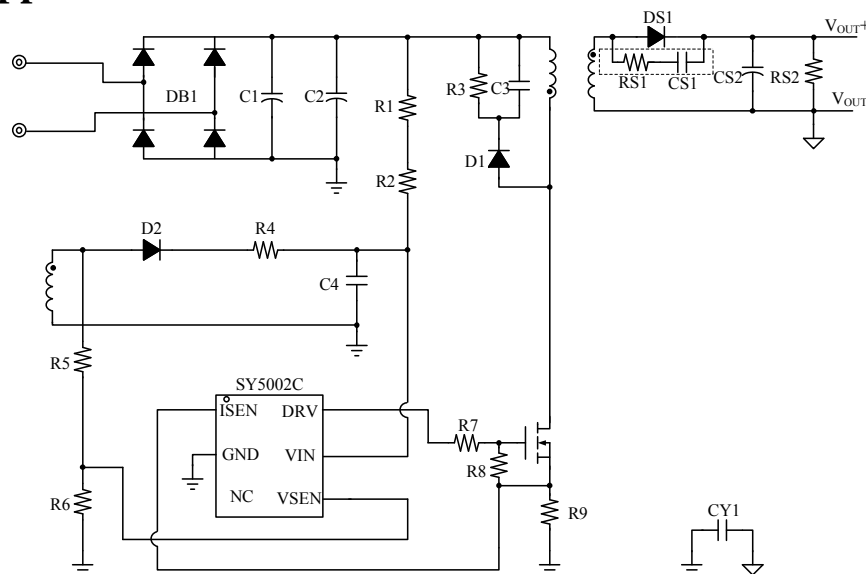 DS1
VOUT+
RS1
CS1
CS2
RS2
VOUT
DB1
C1
C2
R1
R3
C3
R2
D1
D2
R4
C4
R5
SY5002C
ISEN
DRV
GND
VIN
NC
VSEN
R6
R7
R8
R9
CY1